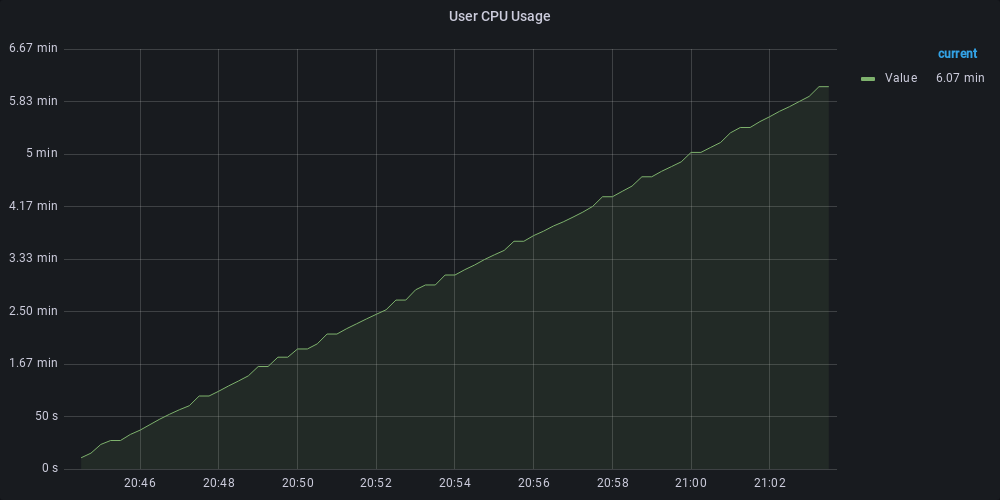 User CPU Usage
6.67 min
5.83 min
5 min
4.17 min
3.33 min
2.50 min
1.67 min
50 s
0 s
20:46 20:48 20:50 20:52 20:54 20:56 20:58 21:00 21:02
current
Value 6.07 min